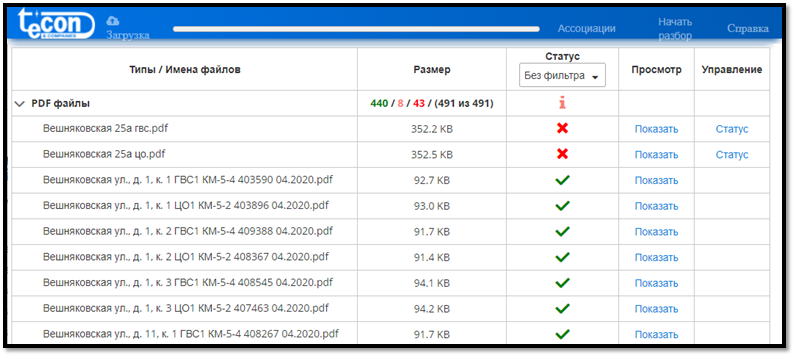 tecon
& COMPANIES
Загрузка
Ассоциации
Начать
разбор
Справка
Типы / Имена файлов Размер Статус Просмотр Управление
Без фильтра
PDF файлы 440 / 8 / 43 / (491 из 491)
Вешняковская 25а гвс.pdf 352.2 KB Показать Статус
Вешняковская 25а цо.pdf 352.5 KB Показать Статус
Вешняковская ул., д. 1, к. 1 ГВС1 КМ-5-4 403590 04.2020.pdf 92.7 KB Показать
Вешняковская ул., д. 1, к. 1 ЦО1 КМ-5-2 403896 04.2020.pdf 93.0 KB Показать
Вешняковская ул., д. 1, к. 2 ГВС1 КМ-5-4 409388 04.2020.pdf 91.7 KB Показать
Вешняковская ул., д. 1, к. 2 ЦО1 КМ-5-2 408367 04.2020.pdf 91.4 KB Показать
Вешняковская ул., д. 1, к. 3 ГВС1 КМ-5-4 408545 04.2020.pdf 94.1 KB Показать
Вешняковская ул., д. 1, к. 3 ЦО1 КМ-5-2 407463 04.2020.pdf 94.2 KB Показать
Вешняковская ул., д. 11, к. 1 ГВС1 КМ-5-4 408267 04.2020.pdf 91.7 KB Показать